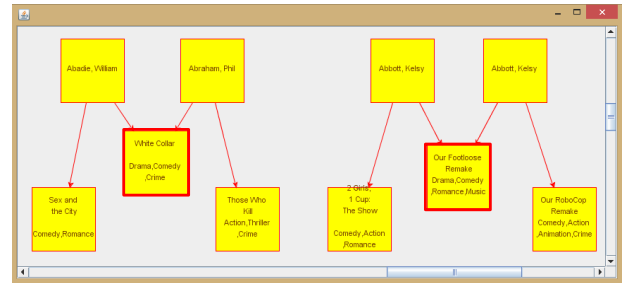 Abadie, William
Abraham, Phil
Abbott, Kelsy
Abbott, Kelsy
White Collar
Drama,Comedy
,Crime
Our Footloose
Remake
Drama,Comedy
,Romance,Music
Sex and
the City
Comedy,Romance
Those Who
Kill
Action,Thriller
,Crime
2 Girls,
1 Cup:
The Show
Comedy,Action
,Romance
Our RoboCop
Remake
Comedy,Action
,Animation,Crime